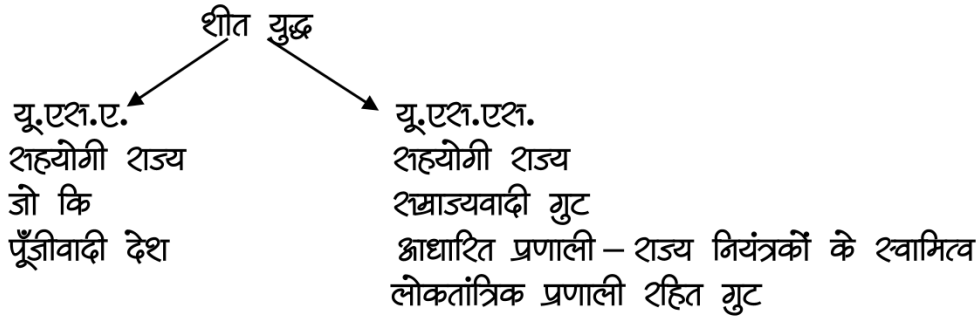 शीत युद्ध
यू.एस.ए.
सहयोगी राज्य
जो कि
पूँजीवादी देश
यू.एस.एस.
सहयोगी राज्य
सम्राज्यवादी गुट
आधारित प्रणाली – राज्य नियंत्रकों के स्वामित्व
लोकतांत्रिक प्रणाली रहित गुट